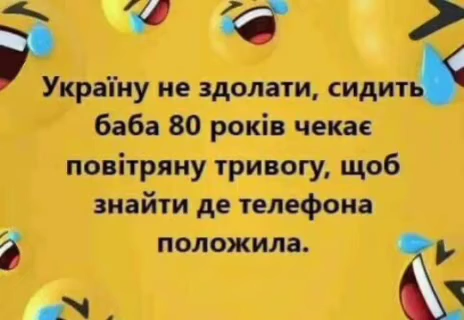 Україну не здолати, сидить
баба 80 років чекає
повітряну тривогу, щоб
знайти де телефона
положила.